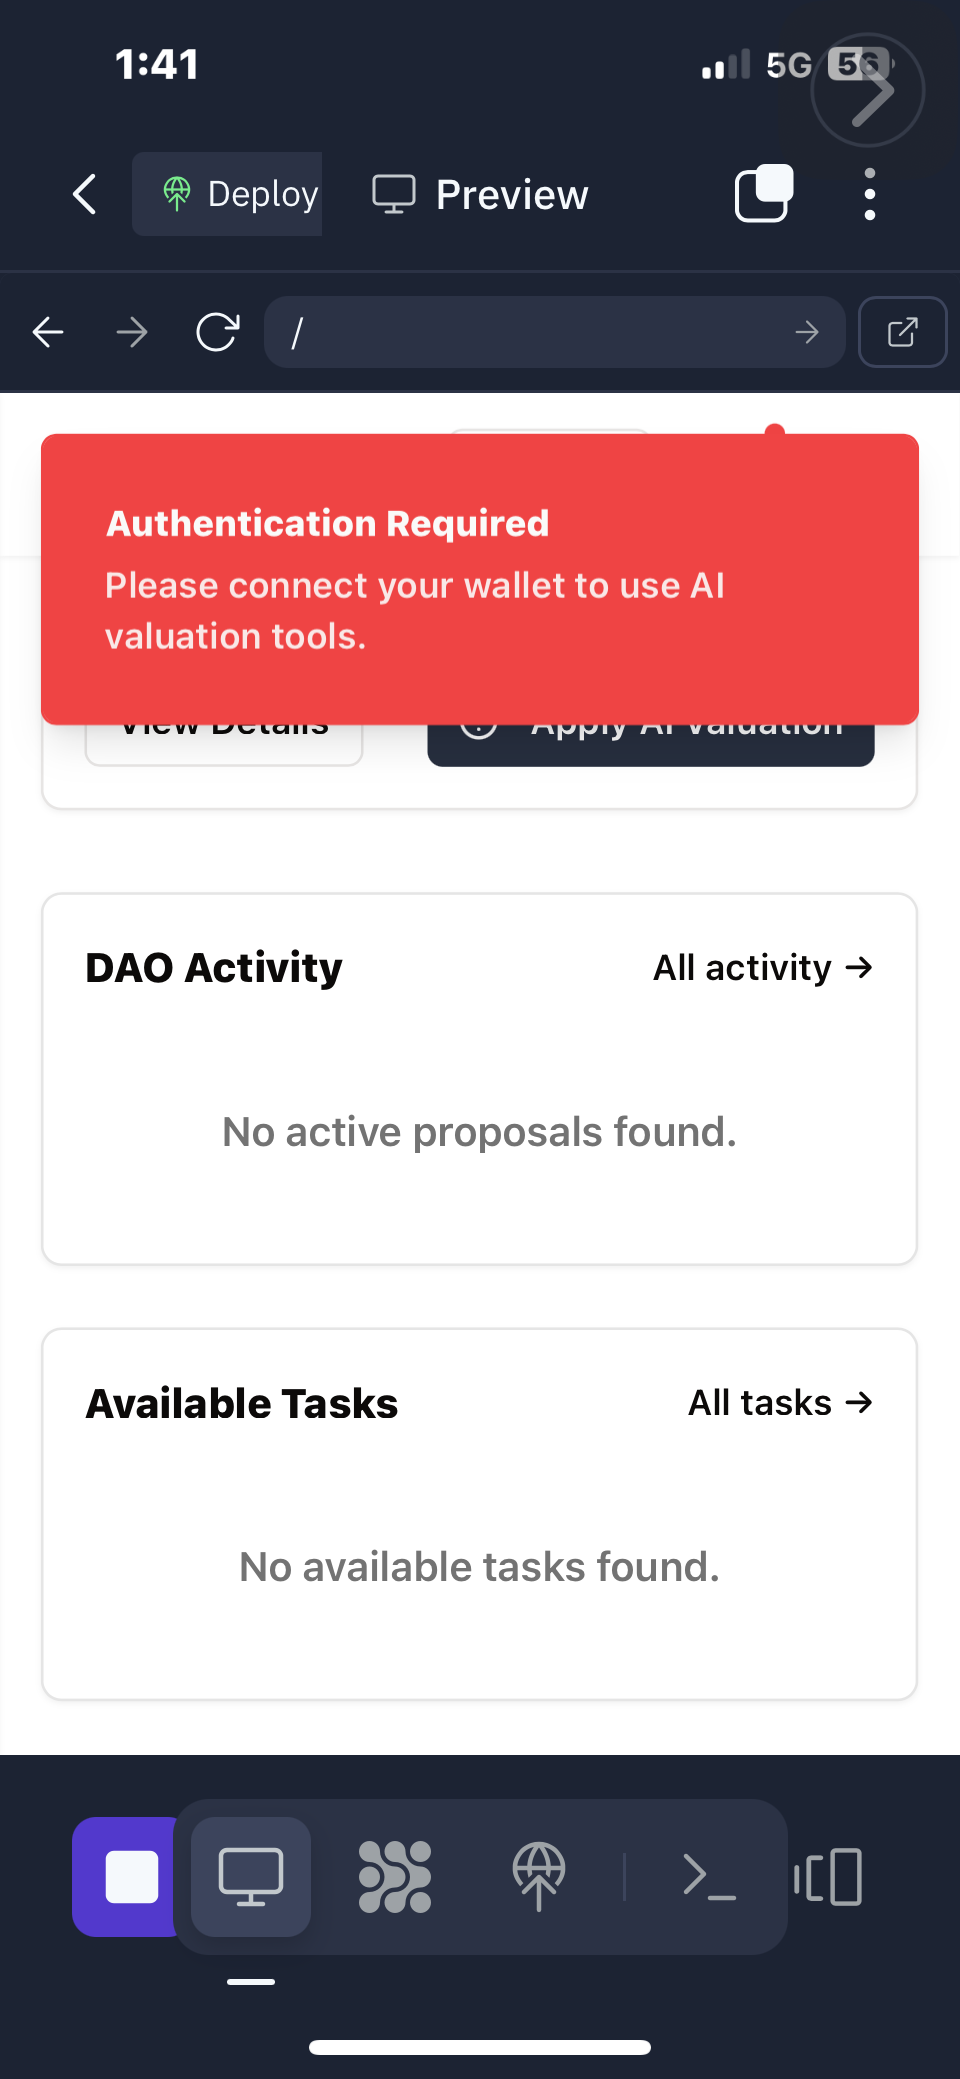 1:41
5G
56
Deploy
Preview
/
Authentication Required
Please connect your wallet to use AI
valuation tools.
View Details
Apply AI Valuation
DAO Activity
All activity →
No active proposals found.
Available Tasks
All tasks →
No available tasks found.